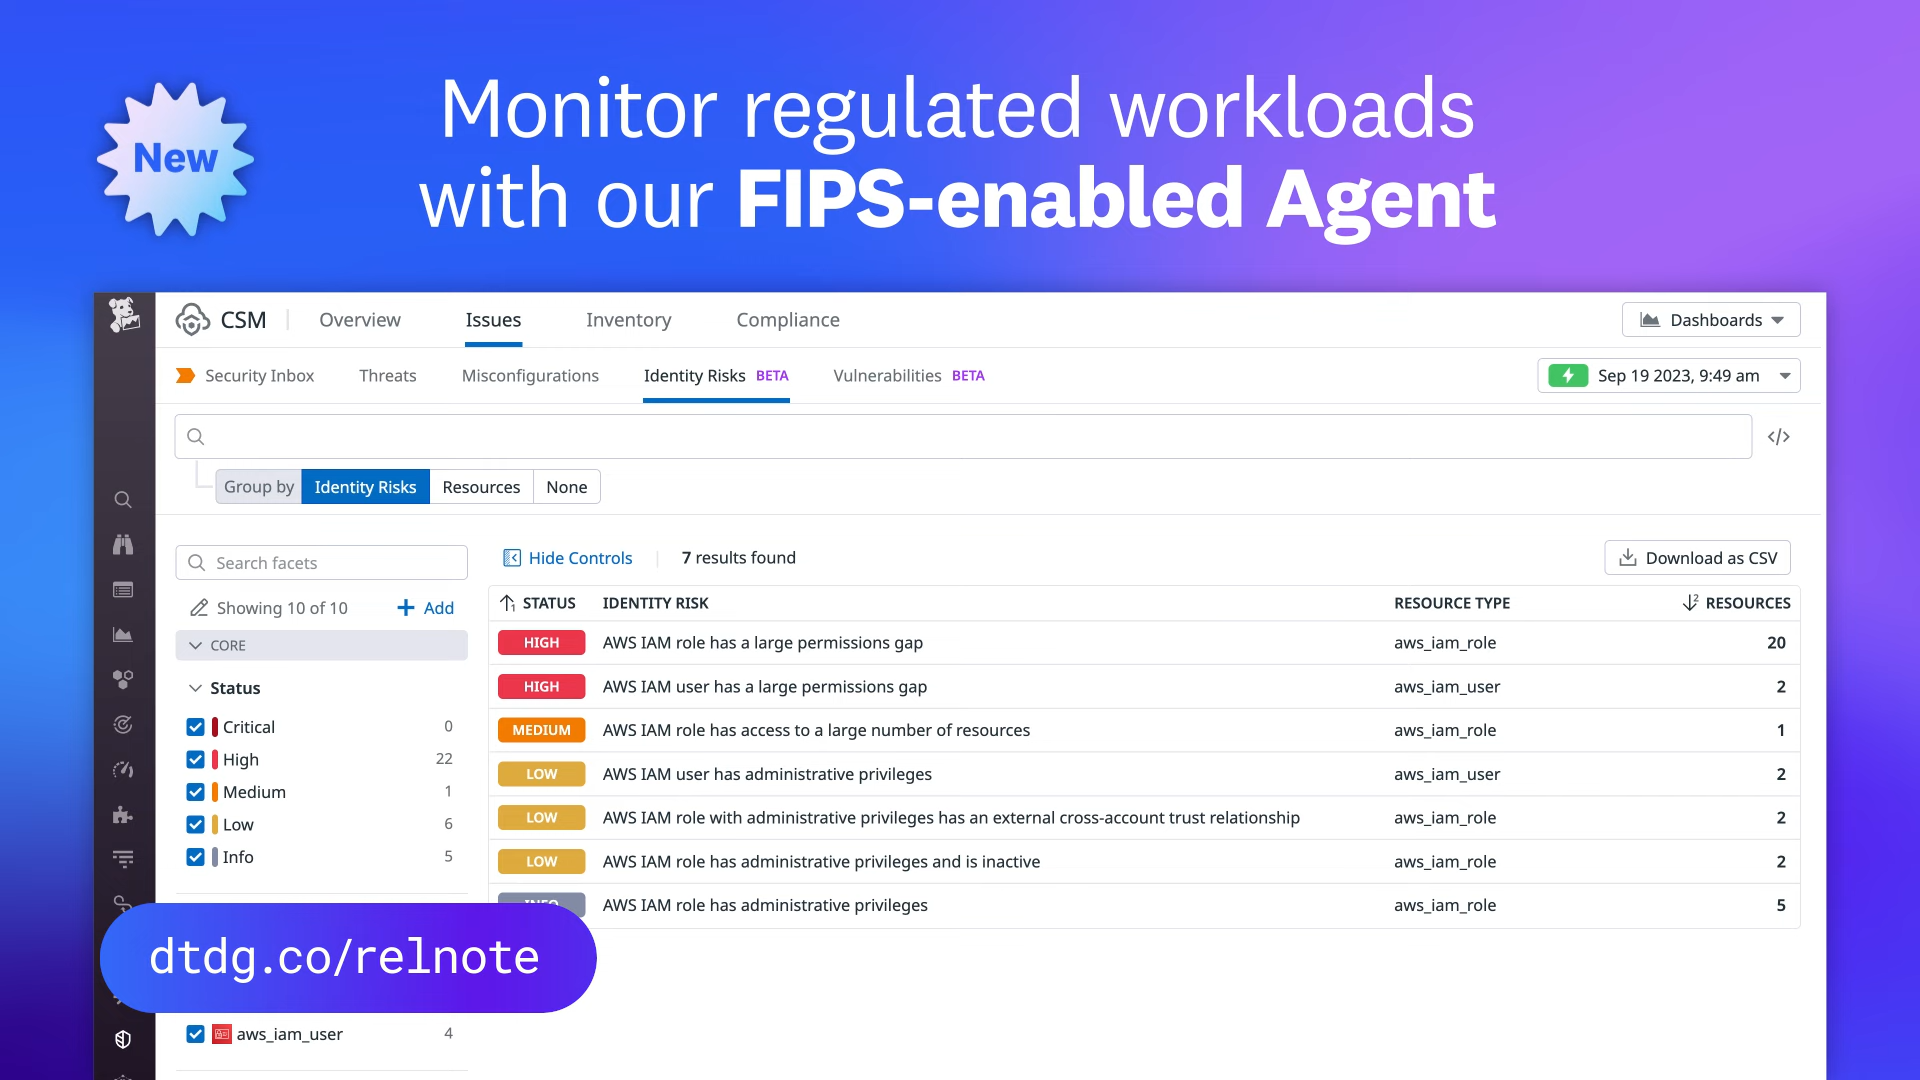 New
Monitor regulated workloads
with our FIPS-enabled Agent
CSM Overview Issues Inventory Compliance Dashboards
Security Inbox Threats Misconfigurations Identity Risks BETA Vulnerabilities BETA Sep 19 2023, 9:49 am
</>
Group by Identity Risks Resources None
Search facets
Hide Controls 7 results found Download as CSV
Showing 10 of 10 + Add
CORE
Status
Critical 0
High 22
Medium 1
Low 6
Info 5
aws_iam_user 4
STATUS IDENTITY RISK RESOURCE TYPE RESOURCES
HIGH AWS IAM role has a large permissions gap aws_iam_role 20
HIGH AWS IAM user has a large permissions gap aws_iam_user 2
MEDIUM AWS IAM role has access to a large number of resources aws_iam_role 1
LOW AWS IAM user has administrative privileges aws_iam_user 2
LOW AWS IAM role with administrative privileges has an external cross-account trust relationship aws_iam_role 2
LOW AWS IAM role has administrative privileges and is inactive aws_iam_role 2
INFO AWS IAM role has administrative privileges aws_iam_role 5
dtdg.co/relnote